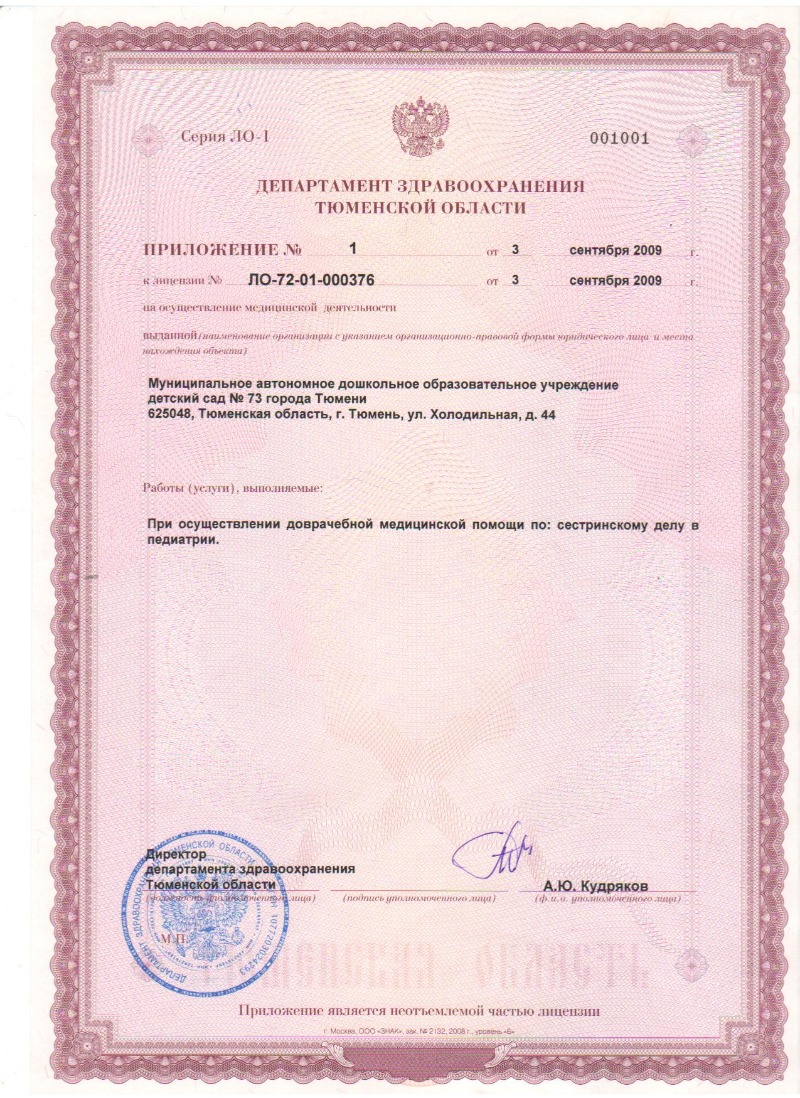 Серия ЛО-1
001001
ДЕПАРТАМЕНТ ЗДРАВООХРАНЕНИЯ
ТЮМЕНСКОЙ ОБЛАСТИ
ПРИЛОЖЕНИЕ № 1 от 3 сентября 2009 г.
к лицензии № ЛО-72-01-000376 от 3 сентября 2009 г.
на осуществление медицинской деятельности
выданной (наименование организации с указанием организационно-правовой формы юридического лица и места
нахождения объекта)
Муниципальное автономное дошкольное образовательное учреждение
детский сад № 73 города Тюмени
625048, Тюменская область, г. Тюмень, ул. Холодильная, д. 44
Работы (услуги), выполняемые:
При осуществлении доврачебной медицинской помощи по: сестринскому делу в
педиатрии.
Директор
департамента здравоохранения
Тюменской области
А.Ю. Кудряков
(должность уполномоченного лица) (подпись уполномоченного лица) (ф.и.о. уполномоченного лица)
М.П.
ДЕПАРТАМЕНТ ЗДРАВООХРАНЕНИЯ ТЮМЕНСКОЙ ОБЛАСТИ
ТЮМЕНСКАЯ ОБЛАСТЬ
Приложение является неотъемлемой частью лицензии
г. Москва, ООО «ЗНАК», зак. № 2132, 2008 г., уровень «Б»